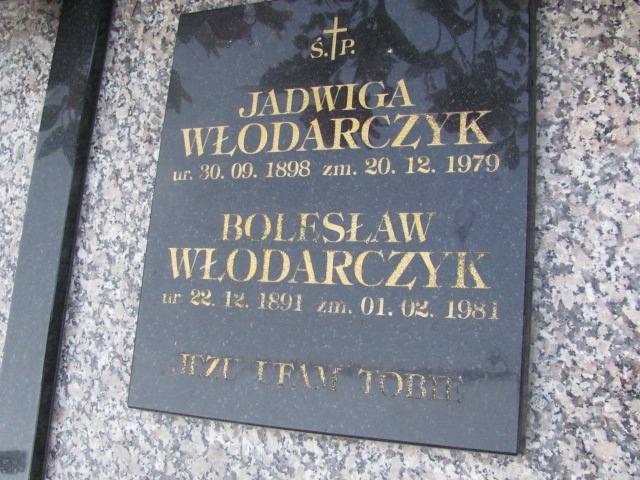 Ś.†P.
JADWIGA
WŁODARCZYK
ur. 30. 09. 1898 zm. 20. 12. 1979
BOLESŁAW
WŁODARCZYK
ur. 22. 12. 1891 zm. 01. 02. 1981
JEZU UFAM TOBIE